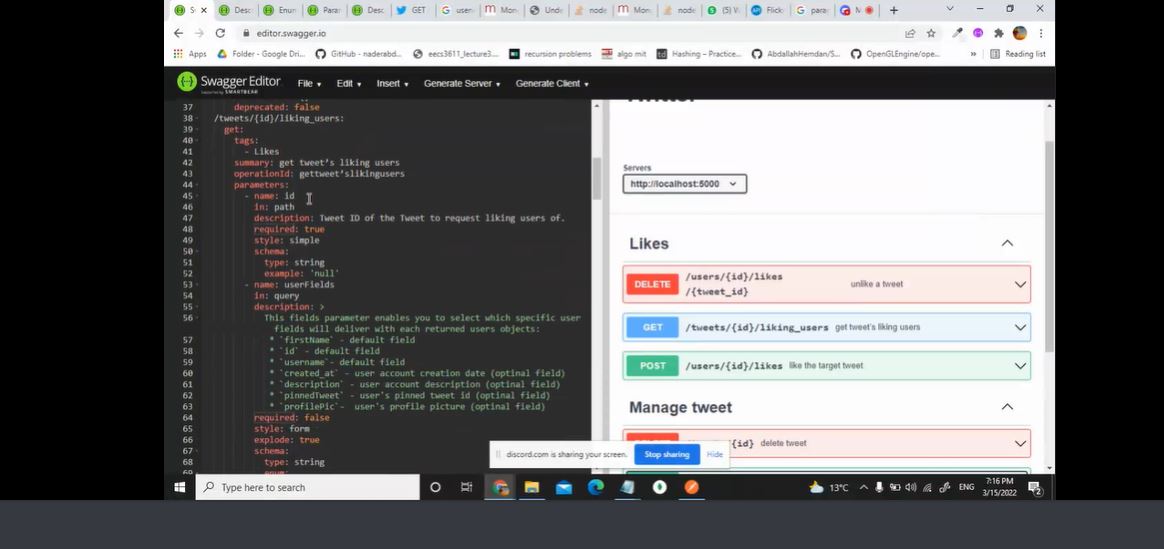 S
Desc
Enum
Para
Desc
GET
user
Mon
Und
node
Mon
node
(5) V
Flick
para
M
editor.swagger.io
Apps
Folder - Google Dri...
GitHub - naderabd...
eecs3611_lecture3...
recursion problems
algo mit
Hashing – Practice...
AbdallahHemdan/S...
OpenGLEngine/ope...
»
Reading list
Swagger Editor
Supported by SMARTBEAR
File
Edit
Insert
Generate Server
Generate Client
37 deprecated: false
38 /tweets/{id}/liking_users:
39 get:
40 tags:
41 - Likes
42 summary: get tweet's liking users
43 operationId: gettweet'slikingusers
44 parameters:
45 - name: id
46 in: path
47 description: Tweet ID of the Tweet to request liking users of.
48 required: true
49 style: simple
50 schema:
51 type: string
52 example: 'null'
53 - name: userFields
54 in: query
55 description: >
56 This fields parameter enables you to select which specific user
fields will deliver with each returned users objects:
57 * `firstName` - default field
58 * `id` - default field
59 * `username`- default field
60 * `created_at` - user account creation date (optinal field)
61 * `description` - user account description (optinal field)
62 * `pinnedTweet` - user's pinned tweet id (optinal field)
63 * `profilePic`- user's profile picture (optinal field)
64 required: false
65 style: form
66 explode: true
67 schema:
68 type: string
Servers
http://localhost:5000
Likes
DELETE /users/{id}/likes
/{tweet_id}
unlike a tweet
GET /tweets/{id}/liking_users get tweet's liking users
POST /users/{id}/likes like the target tweet
Manage tweet
{id} delete tweet
discord.com is sharing your screen.
Stop sharing
Hide
Type here to search
13°C
ENG
7:16 PM
3/15/2022
2